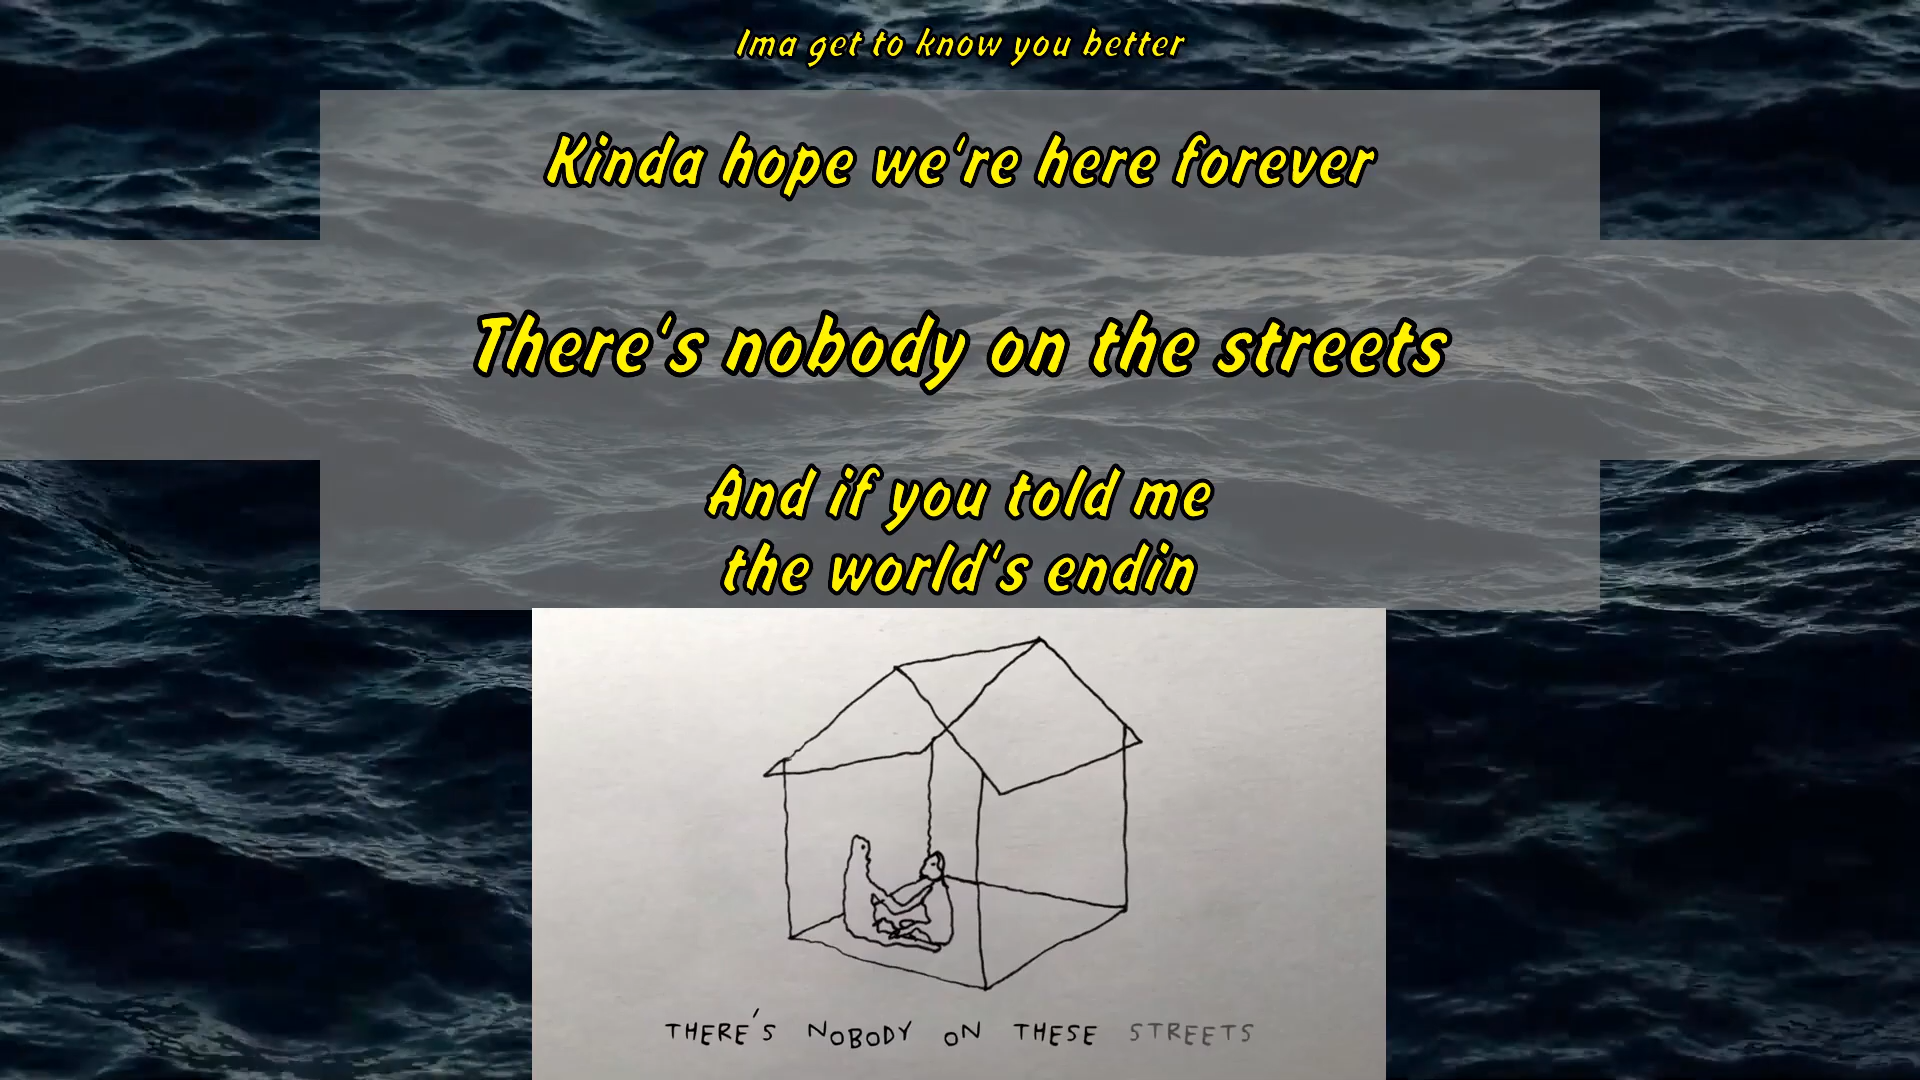 Ima get to know you better
Kinda hope we're here forever
There's nobody on the streets
And if you told me
the world's endin
THERE'S NOBODY ON THESE STREETS